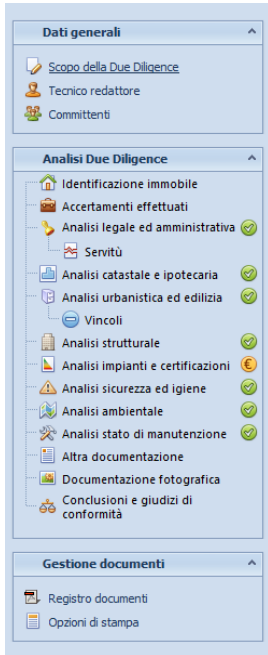 Dati generali
Scopo della Due Diligence
Tecnico redattore
Committenti
Analisi Due Diligence
Identificazione immobile
Accertamenti effettuati
Analisi legale ed amministrativa
Servitù
Analisi catastale e ipotecaria
Analisi urbanistica ed edilizia
Vincoli
Analisi strutturale
Analisi impianti e certificazioni €
Analisi sicurezza ed igiene
Analisi ambientale
Analisi stato di manutenzione
Altra documentazione
Documentazione fotografica
Conclusioni e giudizi di
conformità
Gestione documenti
Registro documenti
Opzioni di stampa